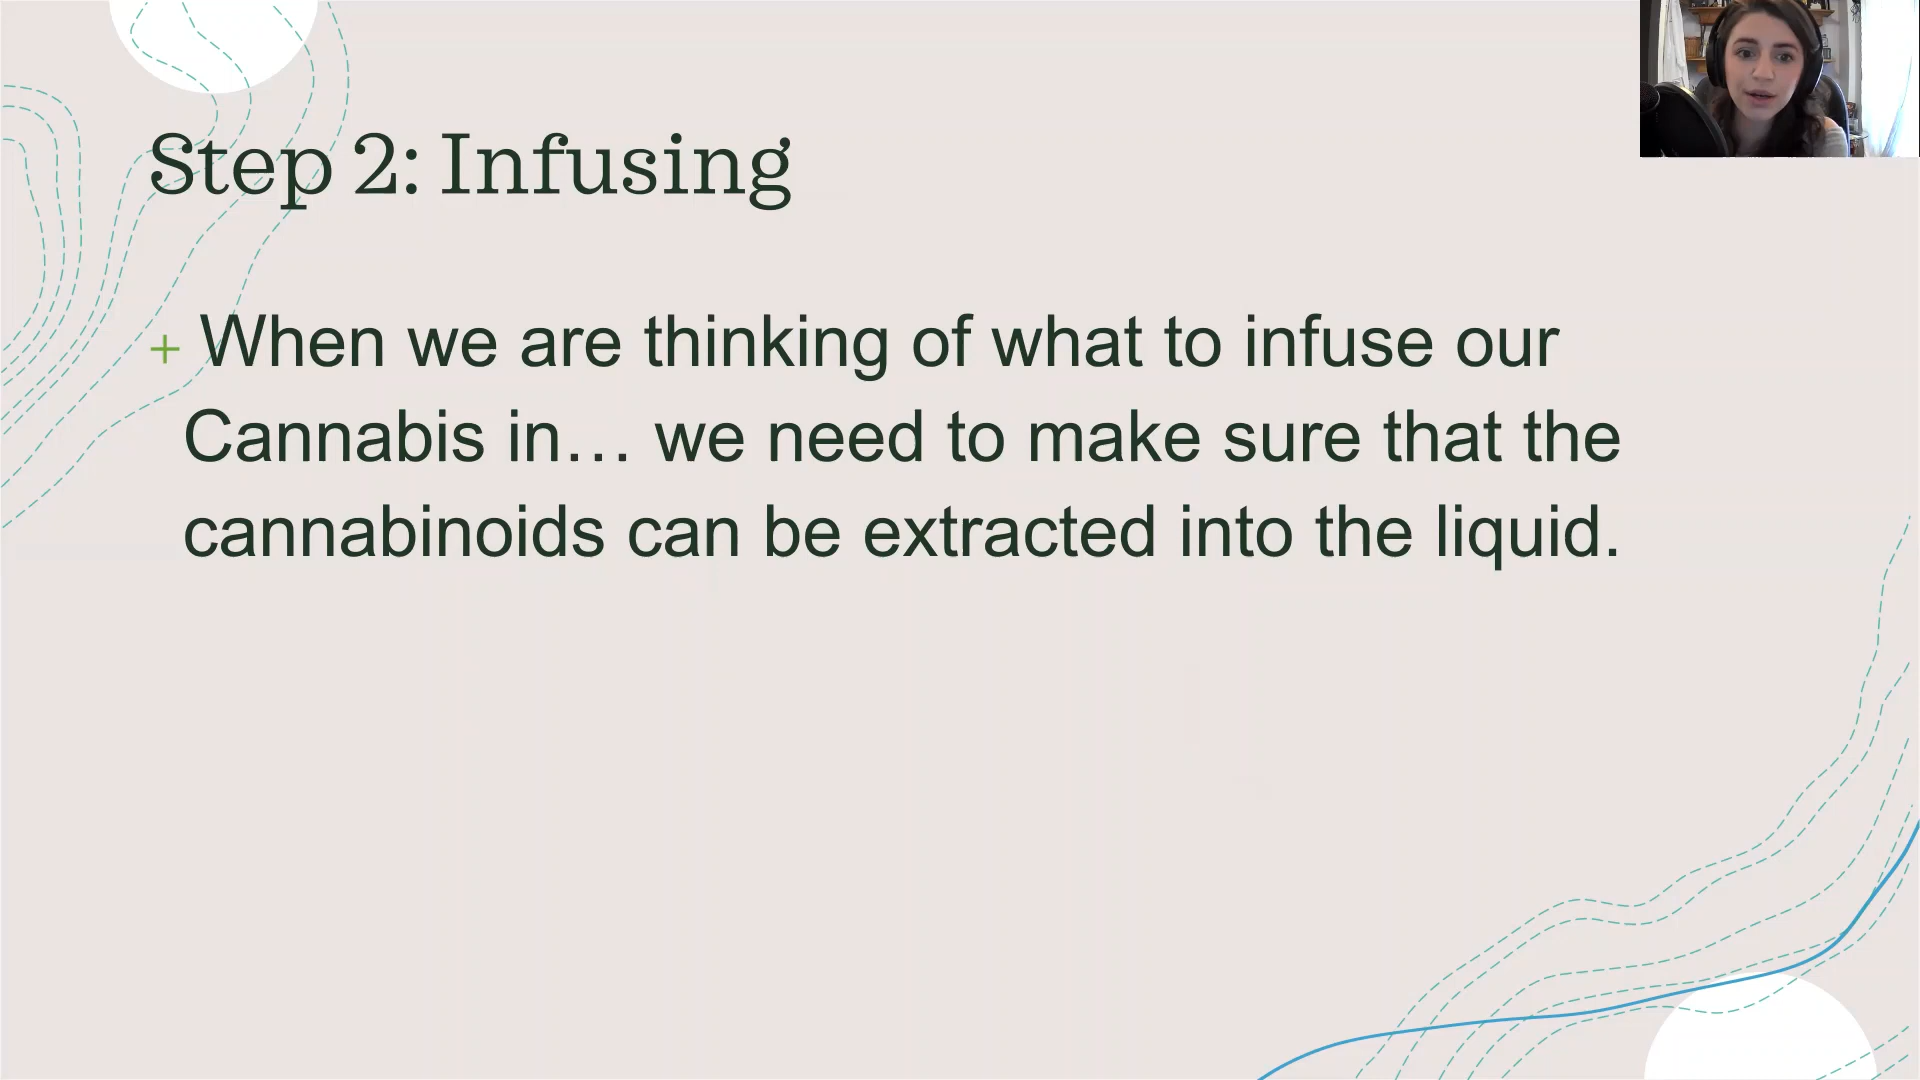 Step 2: Infusing
+ When we are thinking of what to infuse our
Cannabis in… we need to make sure that the
cannabinoids can be extracted into the liquid.